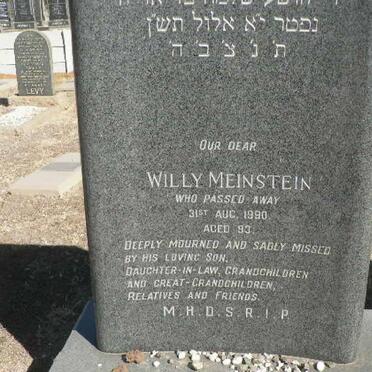 נפטר י׳א אלול תש׳ן
ת נ צ ב ה
OUR DEAR
WILLY MEINSTEIN
WHO PASSED AWAY
31ST AUG. 1990
AGED 93.
DEEPLY MOURNED AND SADLY MISSED
BY HIS LOVING SON,
DAUGHTER-IN-LAW, GRANDCHILDREN
AND GREAT-GRANDCHILDREN,
RELATIVES AND FRIENDS.
M.H.D.S.R.I.P.
LEVY